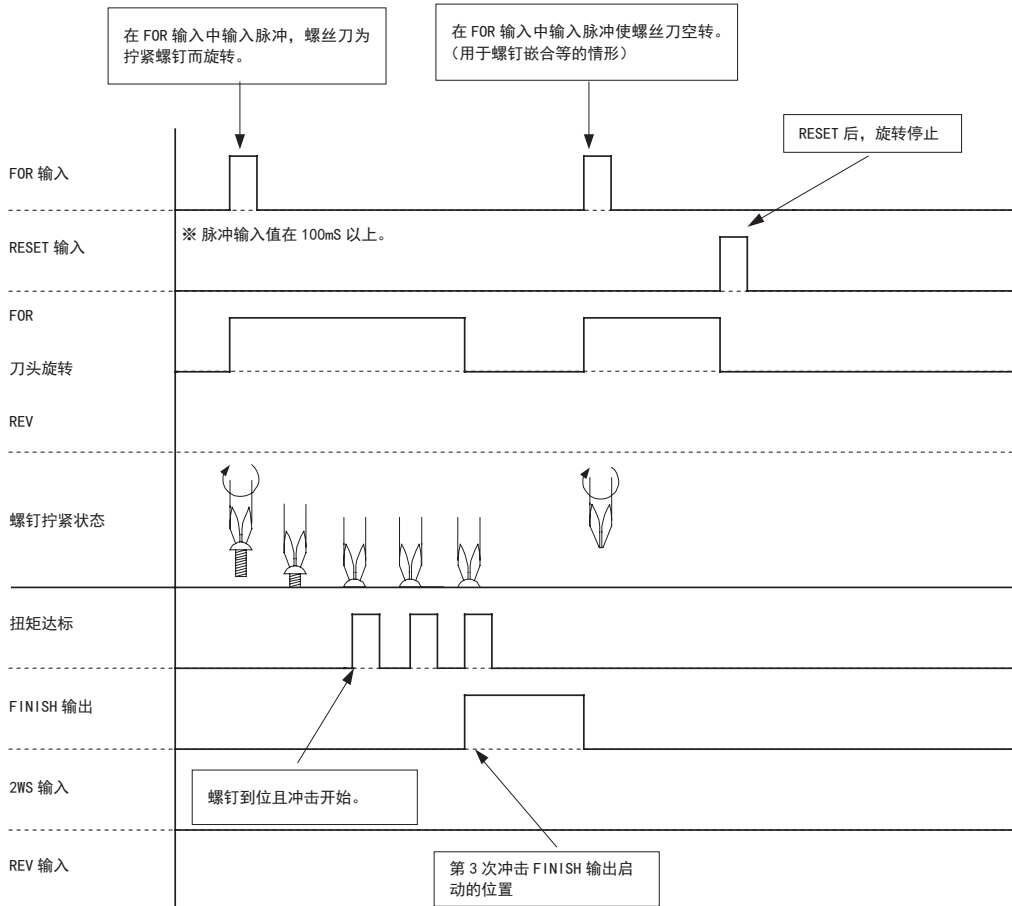 在 FOR 输入中输入脉冲，螺丝刀为
拧紧螺钉而旋转。
在 FOR 输入中输入脉冲使螺丝刀空转。
（用于螺钉嵌合等的情形）
RESET 后，旋转停止
FOR 输入
※ 脉冲输入值在 100mS 以上。
RESET 输入
FOR
刀头旋转
REV
螺钉拧紧状态
扭矩达标
FINISH 输出
2WS 输入
螺钉到位且冲击开始。
REV 输入
第 3 次冲击 FINISH 输出启
动的位置